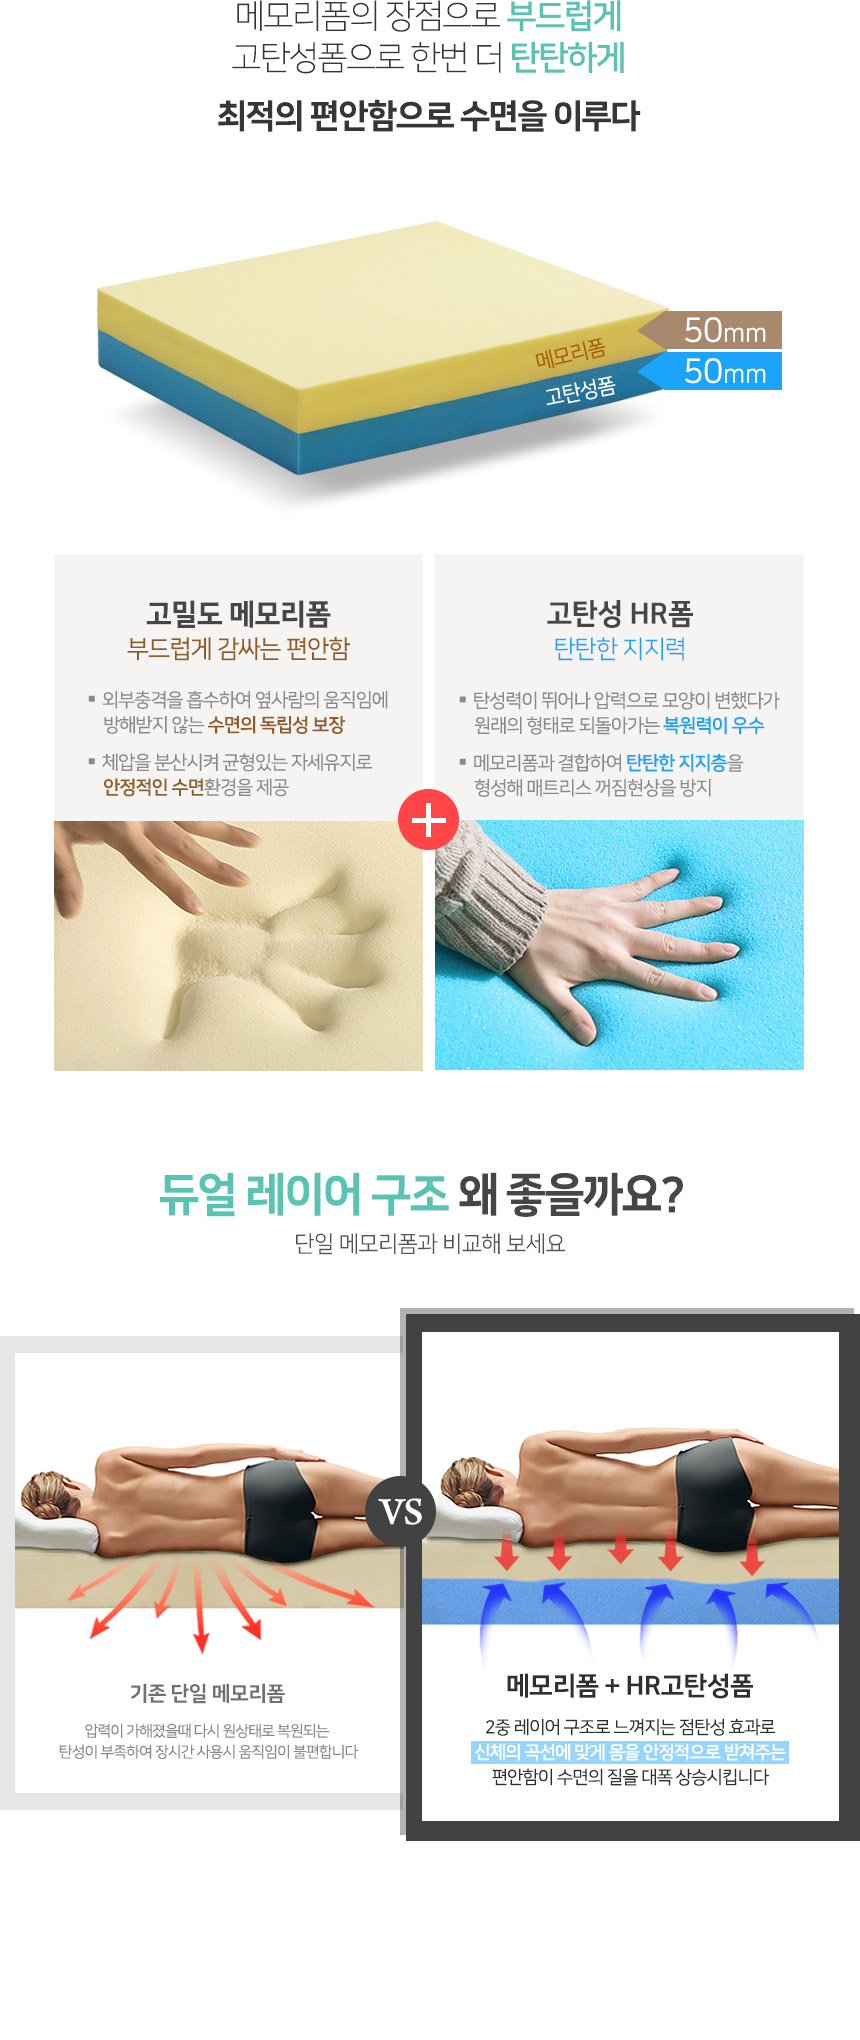 메모리폼의 장점으로 부드럽게
고탄성폼으로 한번 더 탄탄하게
최적의 편안함으로 수면을 이루다
50mm
메모리폼
50mm
고탄성폼
고밀도 메모리폼
부드럽게 감싸는 편안함
▪ 외부충격을 흡수하여 옆사람의 움직임에
방해받지 않는 수면의 독립성 보장
▪ 체압을 분산시켜 균형있는 자세유지로
안정적인 수면환경을 제공
고탄성 HR폼
탄탄한 지지력
▪ 탄성력이 뛰어나 압력으로 모양이 변했다가
원래의 형태로 되돌아가는 복원력이 우수
▪ 메모리폼과 결합하여 탄탄한 지지층을
형성해 매트리스 꺼짐현상을 방지
+
듀얼 레이어 구조 왜 좋을까요?
단일 메모리폼과 비교해 보세요
VS
기존 단일 메모리폼
압력이 가해졌을때 다시 원상태로 복원되는
탄성이 부족하여 장시간 사용시 움직임이 불편합니다
메모리폼 + HR고탄성폼
2중 레이어 구조로 느껴지는 점탄성 효과로
신체의 곡선에 맞게 몸을 안정적으로 받쳐주는
편안함이 수면의 질을 대폭 상승시킵니다